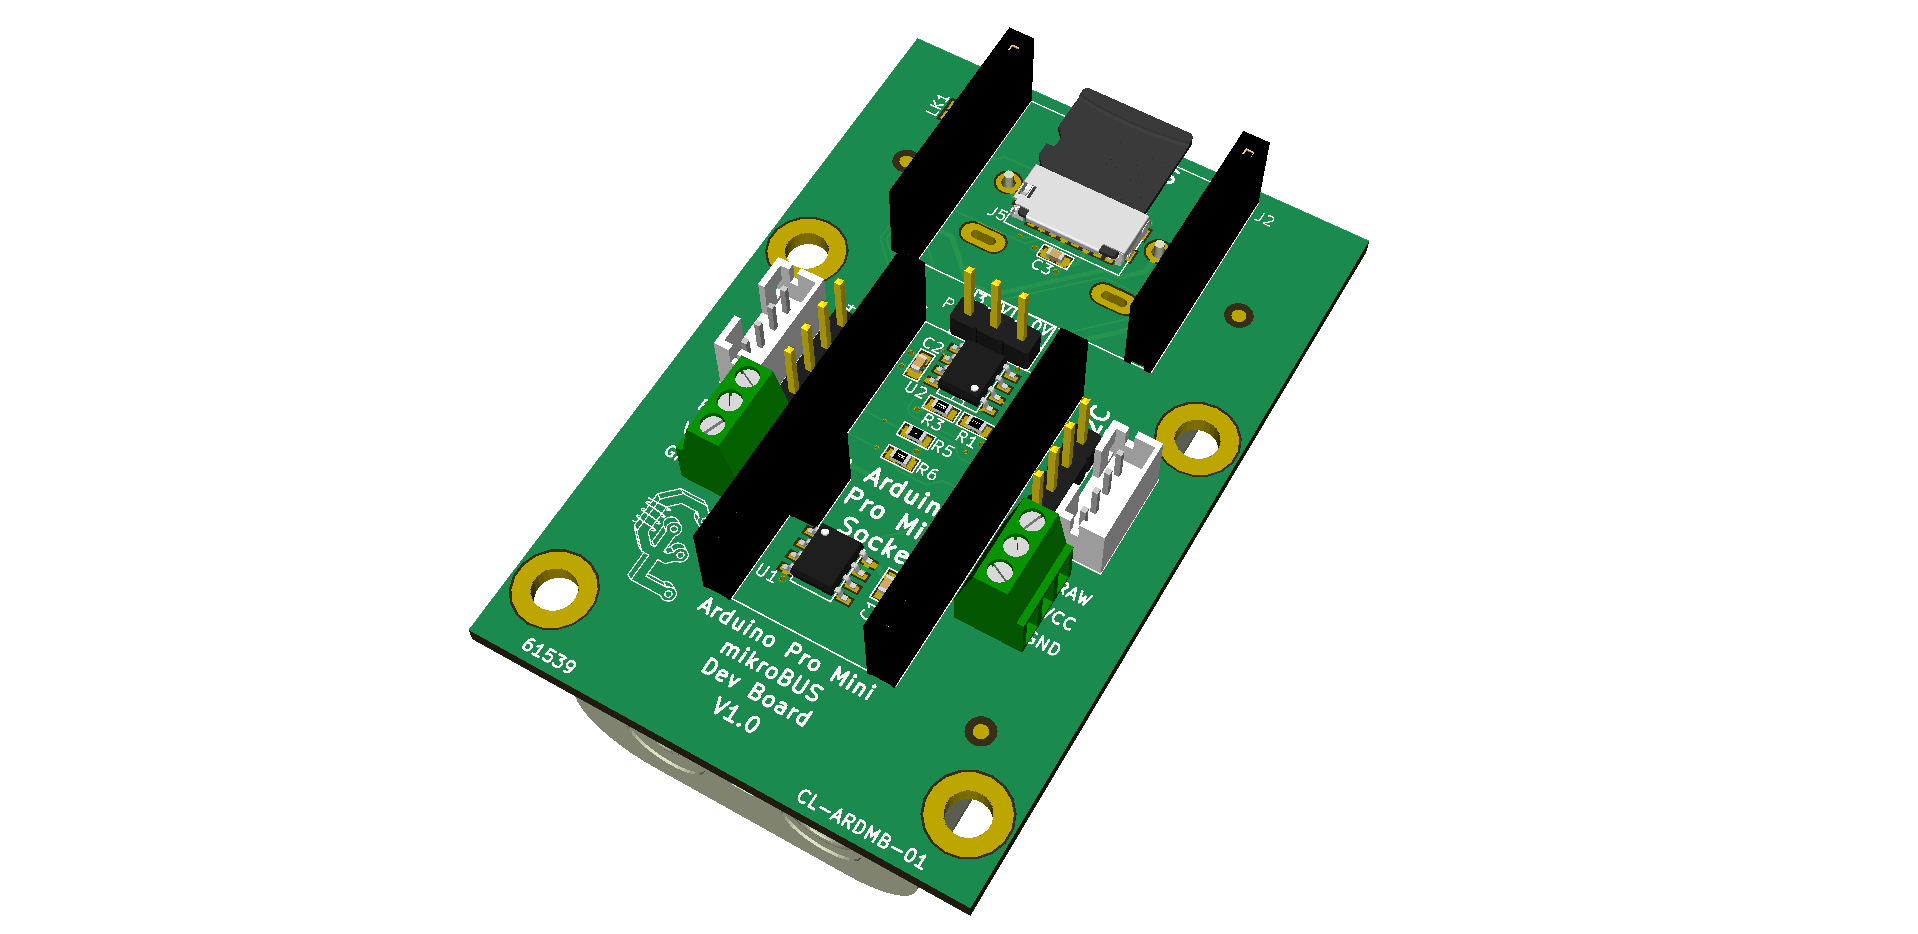 LK1
J2
J5
C3
C2
U2
R3
R1
R5
R6
Arduin
Pro Mi
Socke
U1
C1
RAW
VCC
GND
Arduino Pro Mini
mikroBUS
Dev Board
V1.0
61539
CL-ARDMB-01